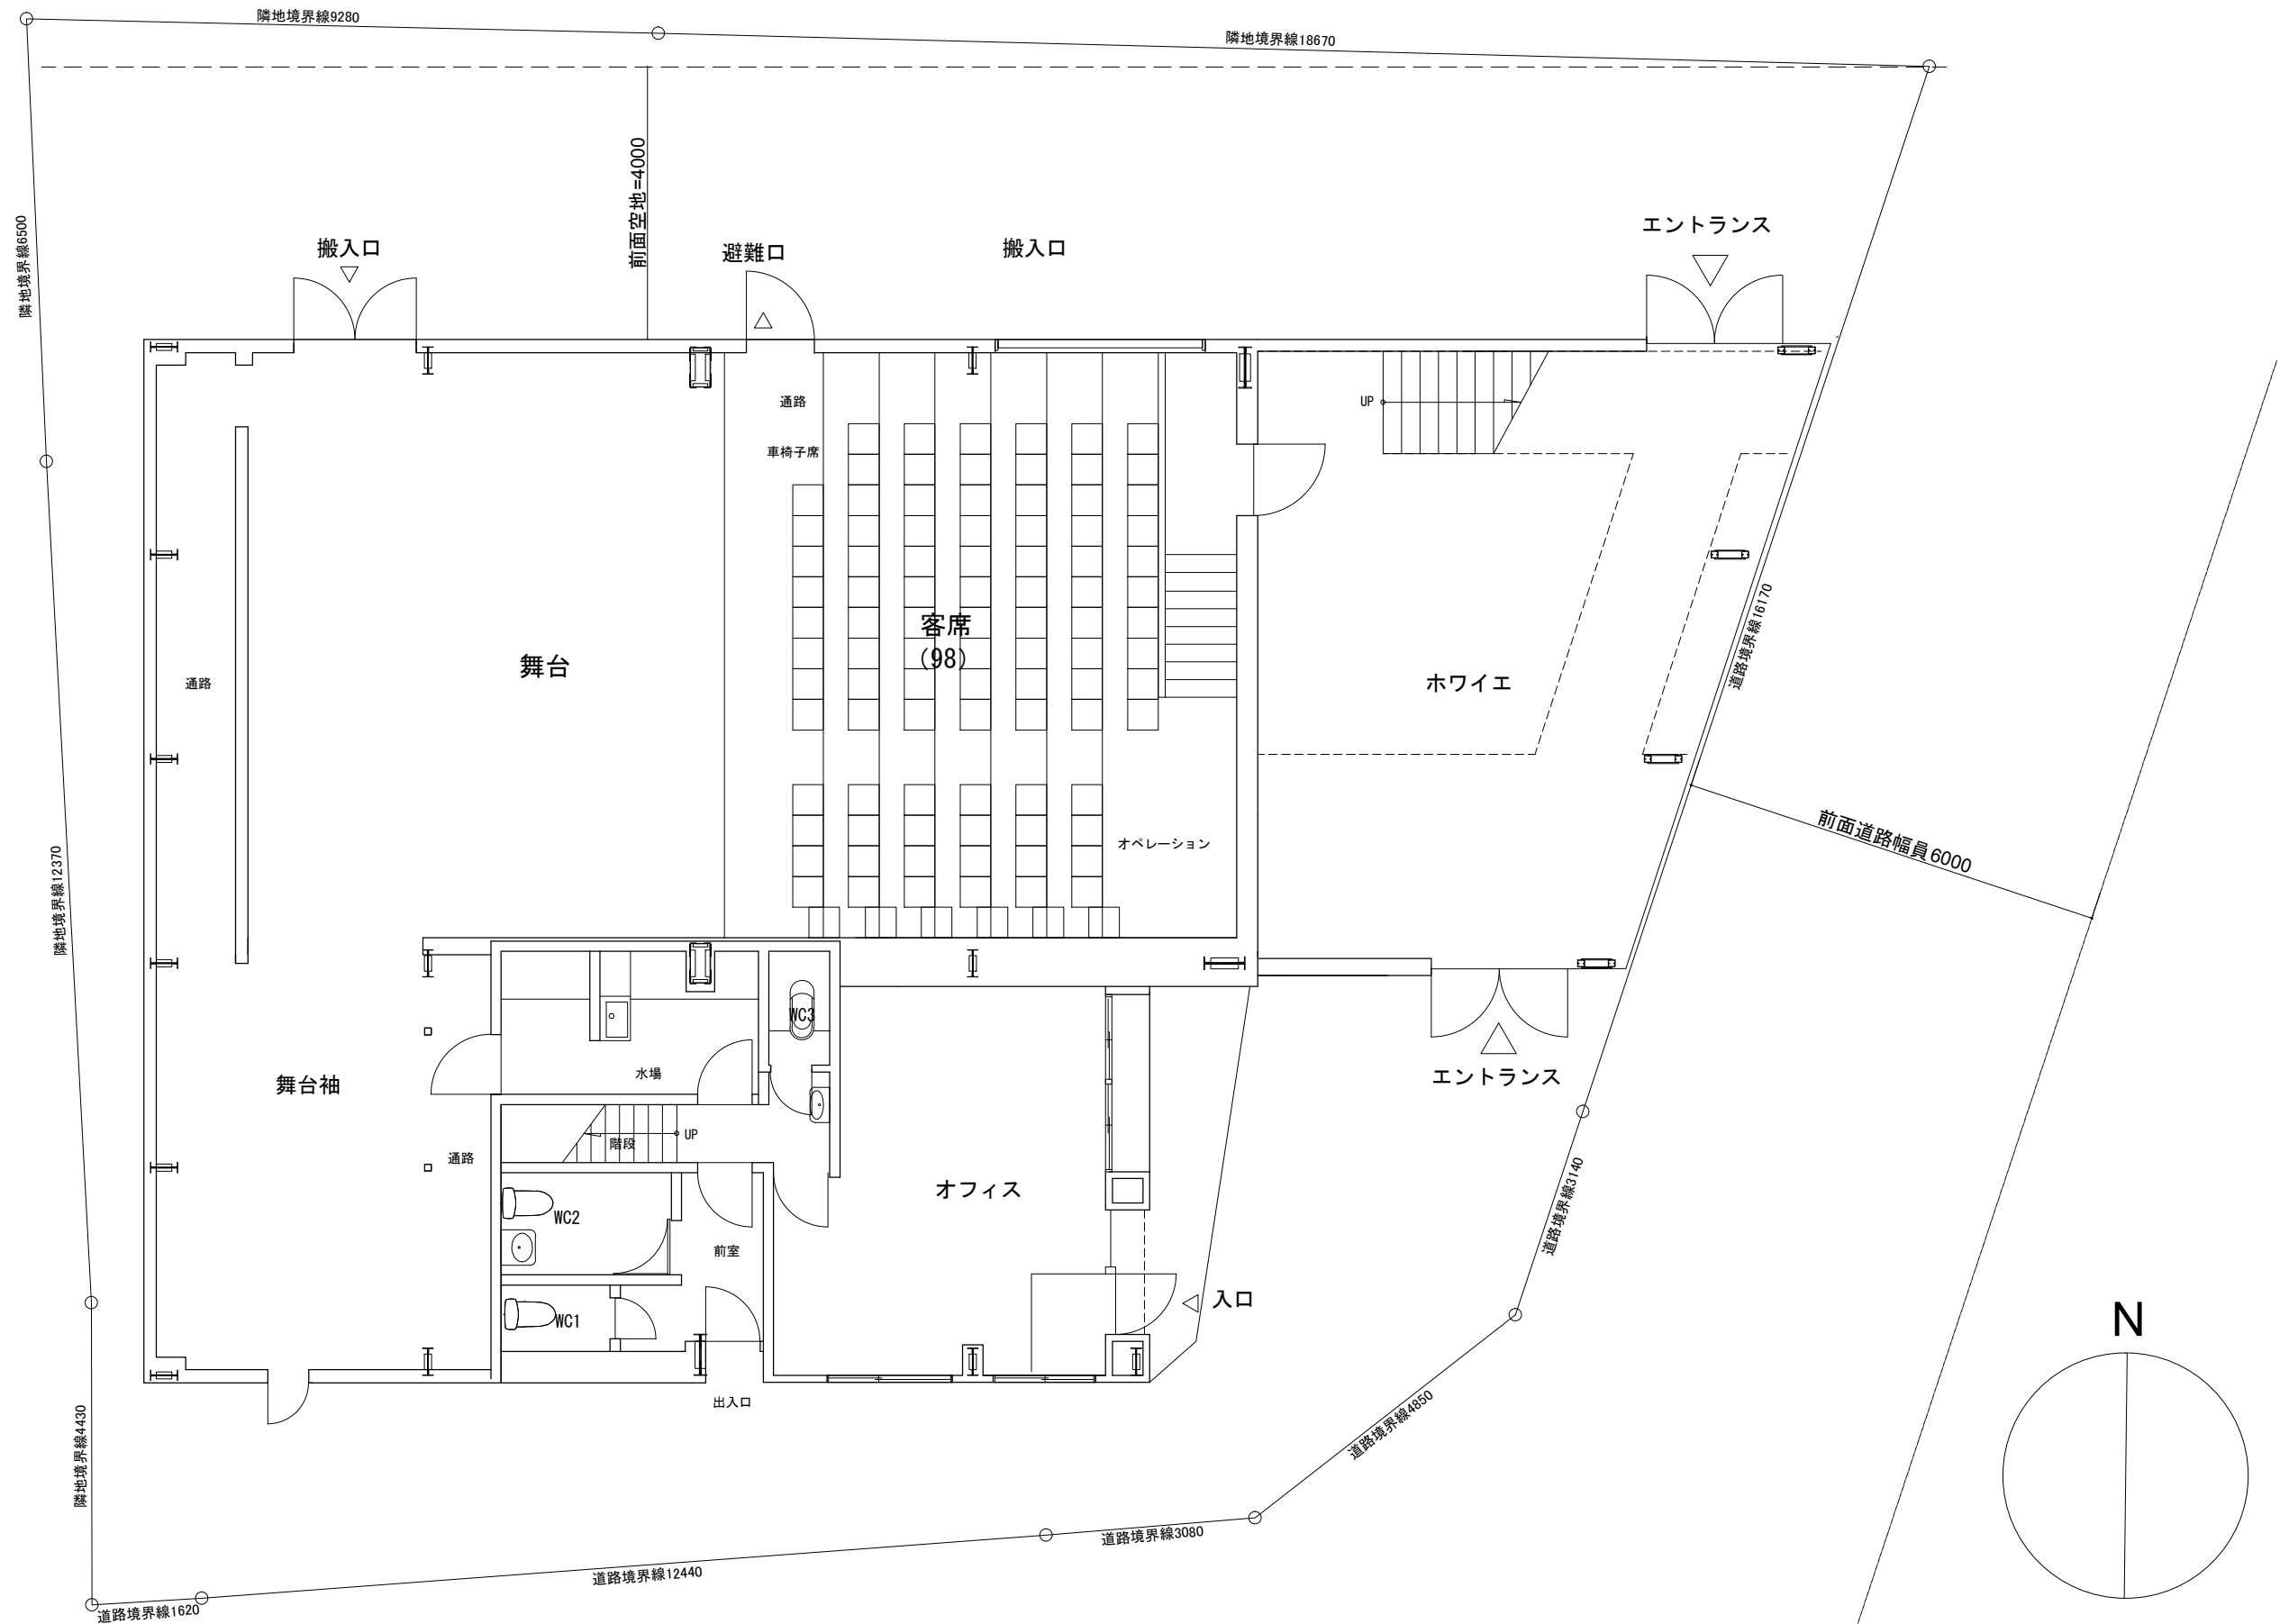 隣地境界線9280
隣地境界線18670
隣地境界線6500
前面空地=4000
搬入口
避難口
搬入口
エントランス
通路
UP
車椅子席
客席
(98)
舞台
通路
ホワイエ
道路境界線16170
前面道路幅員6000
オペレーション
隣地境界線12370
WC3
水場
舞台袖
エントランス
UP
階段
通路
オフィス
道路境界線3140
WC2
前室
入口
WC1
N
出入口
隣地境界線4430
道路境界線4850
道路境界線3080
道路境界線12440
道路境界線1620